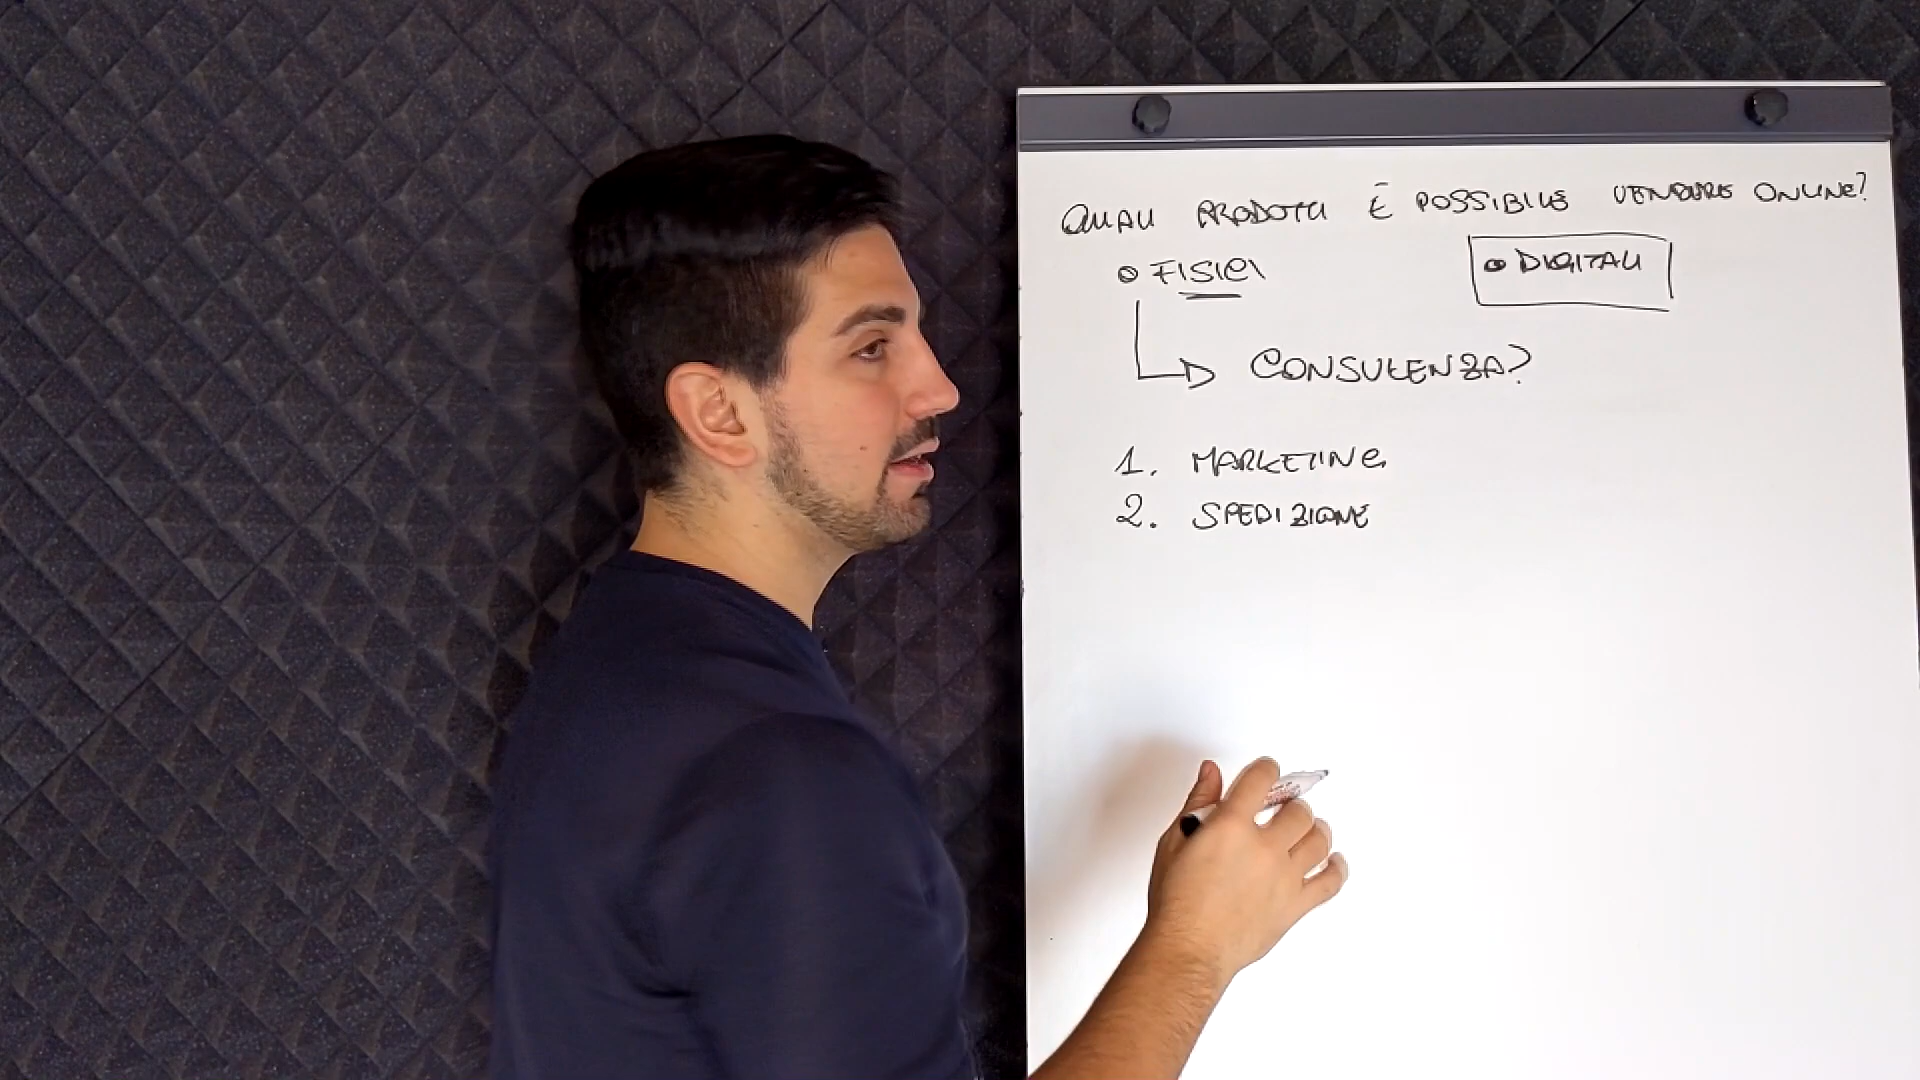 QUALI PRODOTTI È POSSIBILE VENDERE ONLINE?
FISICI
DIGITALI
CONSULENZA?
1. MARKETING
2. SPEDIZIONE